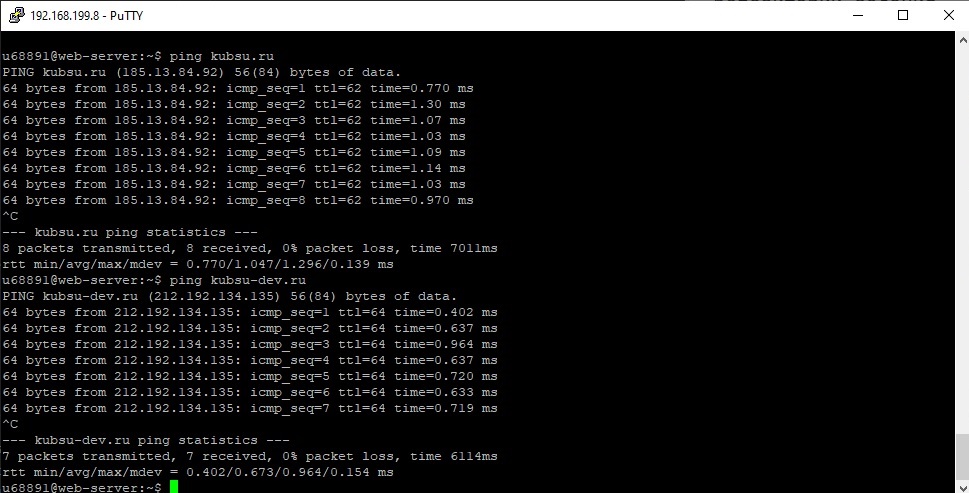 192.168.199.8 - PuTTY
u68891@web-server:~$ ping kubsu.ru
PING kubsu.ru (185.13.84.92) 56(84) bytes of data.
64 bytes from 185.13.84.92: icmp_seq=1 ttl=62 time=0.770 ms
64 bytes from 185.13.84.92: icmp_seq=2 ttl=62 time=1.30 ms
64 bytes from 185.13.84.92: icmp_seq=3 ttl=62 time=1.07 ms
64 bytes from 185.13.84.92: icmp_seq=4 ttl=62 time=1.03 ms
64 bytes from 185.13.84.92: icmp_seq=5 ttl=62 time=1.09 ms
64 bytes from 185.13.84.92: icmp_seq=6 ttl=62 time=1.14 ms
64 bytes from 185.13.84.92: icmp_seq=7 ttl=62 time=1.03 ms
64 bytes from 185.13.84.92: icmp_seq=8 ttl=62 time=0.970 ms
^C
--- kubsu.ru ping statistics ---
8 packets transmitted, 8 received, 0% packet loss, time 7011ms
rtt min/avg/max/mdev = 0.770/1.047/1.296/0.139 ms
u68891@web-server:~$ ping kubsu-dev.ru
PING kubsu-dev.ru (212.192.134.135) 56(84) bytes of data.
64 bytes from 212.192.134.135: icmp_seq=1 ttl=64 time=0.402 ms
64 bytes from 212.192.134.135: icmp_seq=2 ttl=64 time=0.637 ms
64 bytes from 212.192.134.135: icmp_seq=3 ttl=64 time=0.964 ms
64 bytes from 212.192.134.135: icmp_seq=4 ttl=64 time=0.637 ms
64 bytes from 212.192.134.135: icmp_seq=5 ttl=64 time=0.720 ms
64 bytes from 212.192.134.135: icmp_seq=6 ttl=64 time=0.633 ms
64 bytes from 212.192.134.135: icmp_seq=7 ttl=64 time=0.719 ms
^C
--- kubsu-dev.ru ping statistics ---
7 packets transmitted, 7 received, 0% packet loss, time 6114ms
rtt min/avg/max/mdev = 0.402/0.673/0.964/0.154 ms
u68891@web-server:~$